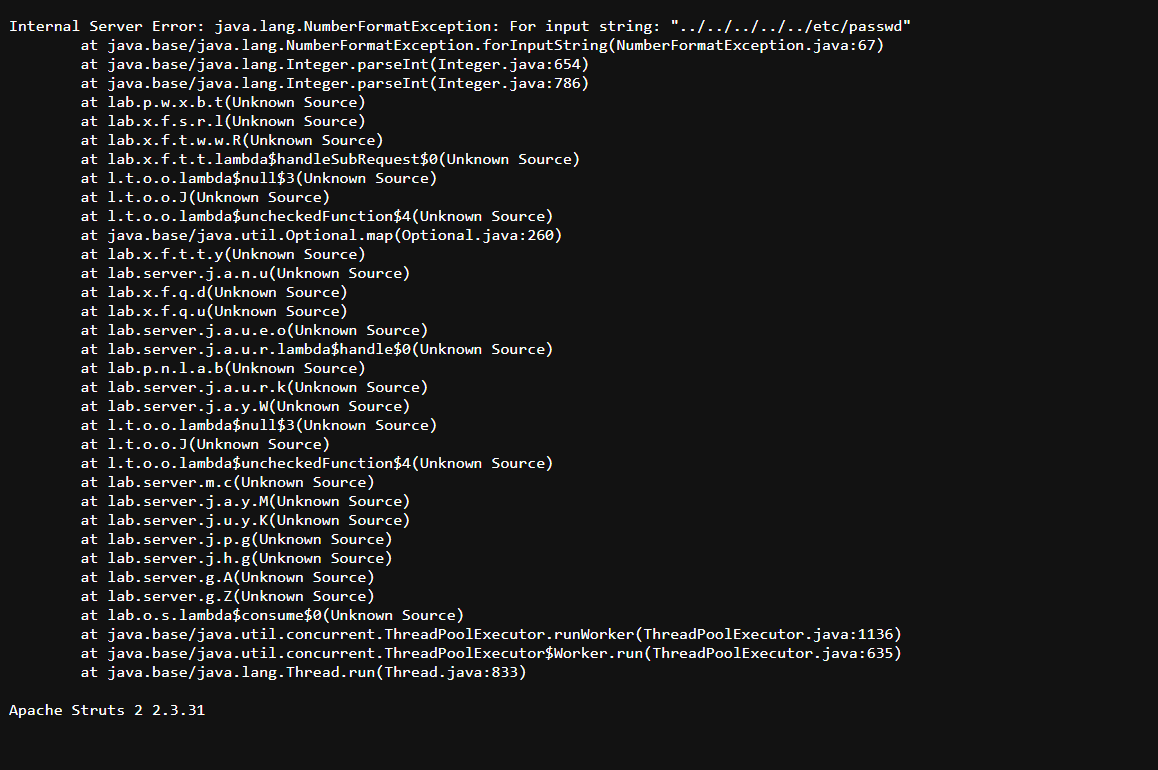 Internal Server Error: java.lang.NumberFormatException: For input string: "../../../../../etc/passwd"
at java.base/java.lang.NumberFormatException.forInputString(NumberFormatException.java:67)
at java.base/java.lang.Integer.parseInt(Integer.java:654)
at java.base/java.lang.Integer.parseInt(Integer.java:786)
at lab.p.w.x.b.t(Unknown Source)
at lab.x.f.s.r.l(Unknown Source)
at lab.x.f.t.w.w.R(Unknown Source)
at lab.x.f.t.t.lambda$handleSubRequest$0(Unknown Source)
at l.t.o.o.lambda$null$3(Unknown Source)
at l.t.o.o.J(Unknown Source)
at l.t.o.o.lambda$uncheckedFunction$4(Unknown Source)
at java.base/java.util.Optional.map(Optional.java:260)
at lab.x.f.t.t.y(Unknown Source)
at lab.server.j.a.n.u(Unknown Source)
at lab.x.f.q.d(Unknown Source)
at lab.x.f.q.u(Unknown Source)
at lab.server.j.a.u.e.o(Unknown Source)
at lab.server.j.a.u.r.lambda$handle$0(Unknown Source)
at lab.p.n.l.a.b(Unknown Source)
at lab.server.j.a.u.r.k(Unknown Source)
at lab.server.j.a.y.W(Unknown Source)
at l.t.o.o.lambda$null$3(Unknown Source)
at l.t.o.o.J(Unknown Source)
at l.t.o.o.lambda$uncheckedFunction$4(Unknown Source)
at lab.server.m.c(Unknown Source)
at lab.server.j.a.y.M(Unknown Source)
at lab.server.j.u.y.K(Unknown Source)
at lab.server.j.p.g(Unknown Source)
at lab.server.j.h.g(Unknown Source)
at lab.server.g.A(Unknown Source)
at lab.server.g.Z(Unknown Source)
at lab.o.s.lambda$consume$0(Unknown Source)
at java.base/java.util.concurrent.ThreadPoolExecutor.runWorker(ThreadPoolExecutor.java:1136)
at java.base/java.util.concurrent.ThreadPoolExecutor$Worker.run(ThreadPoolExecutor.java:635)
at java.base/java.lang.Thread.run(Thread.java:833)
Apache Struts 2 2.3.31